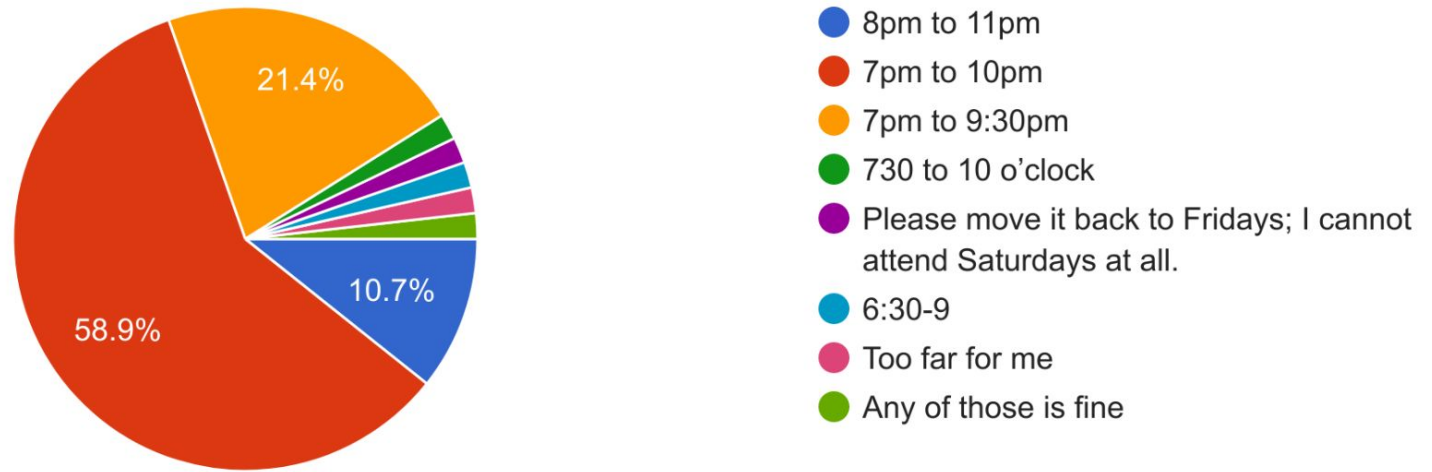 21.4%
10.7%
58.9%
8pm to 11pm
7pm to 10pm
7pm to 9:30pm
730 to 10 o’clock
Please move it back to Fridays; I cannot
attend Saturdays at all.
6:30-9
Too far for me
Any of those is fine